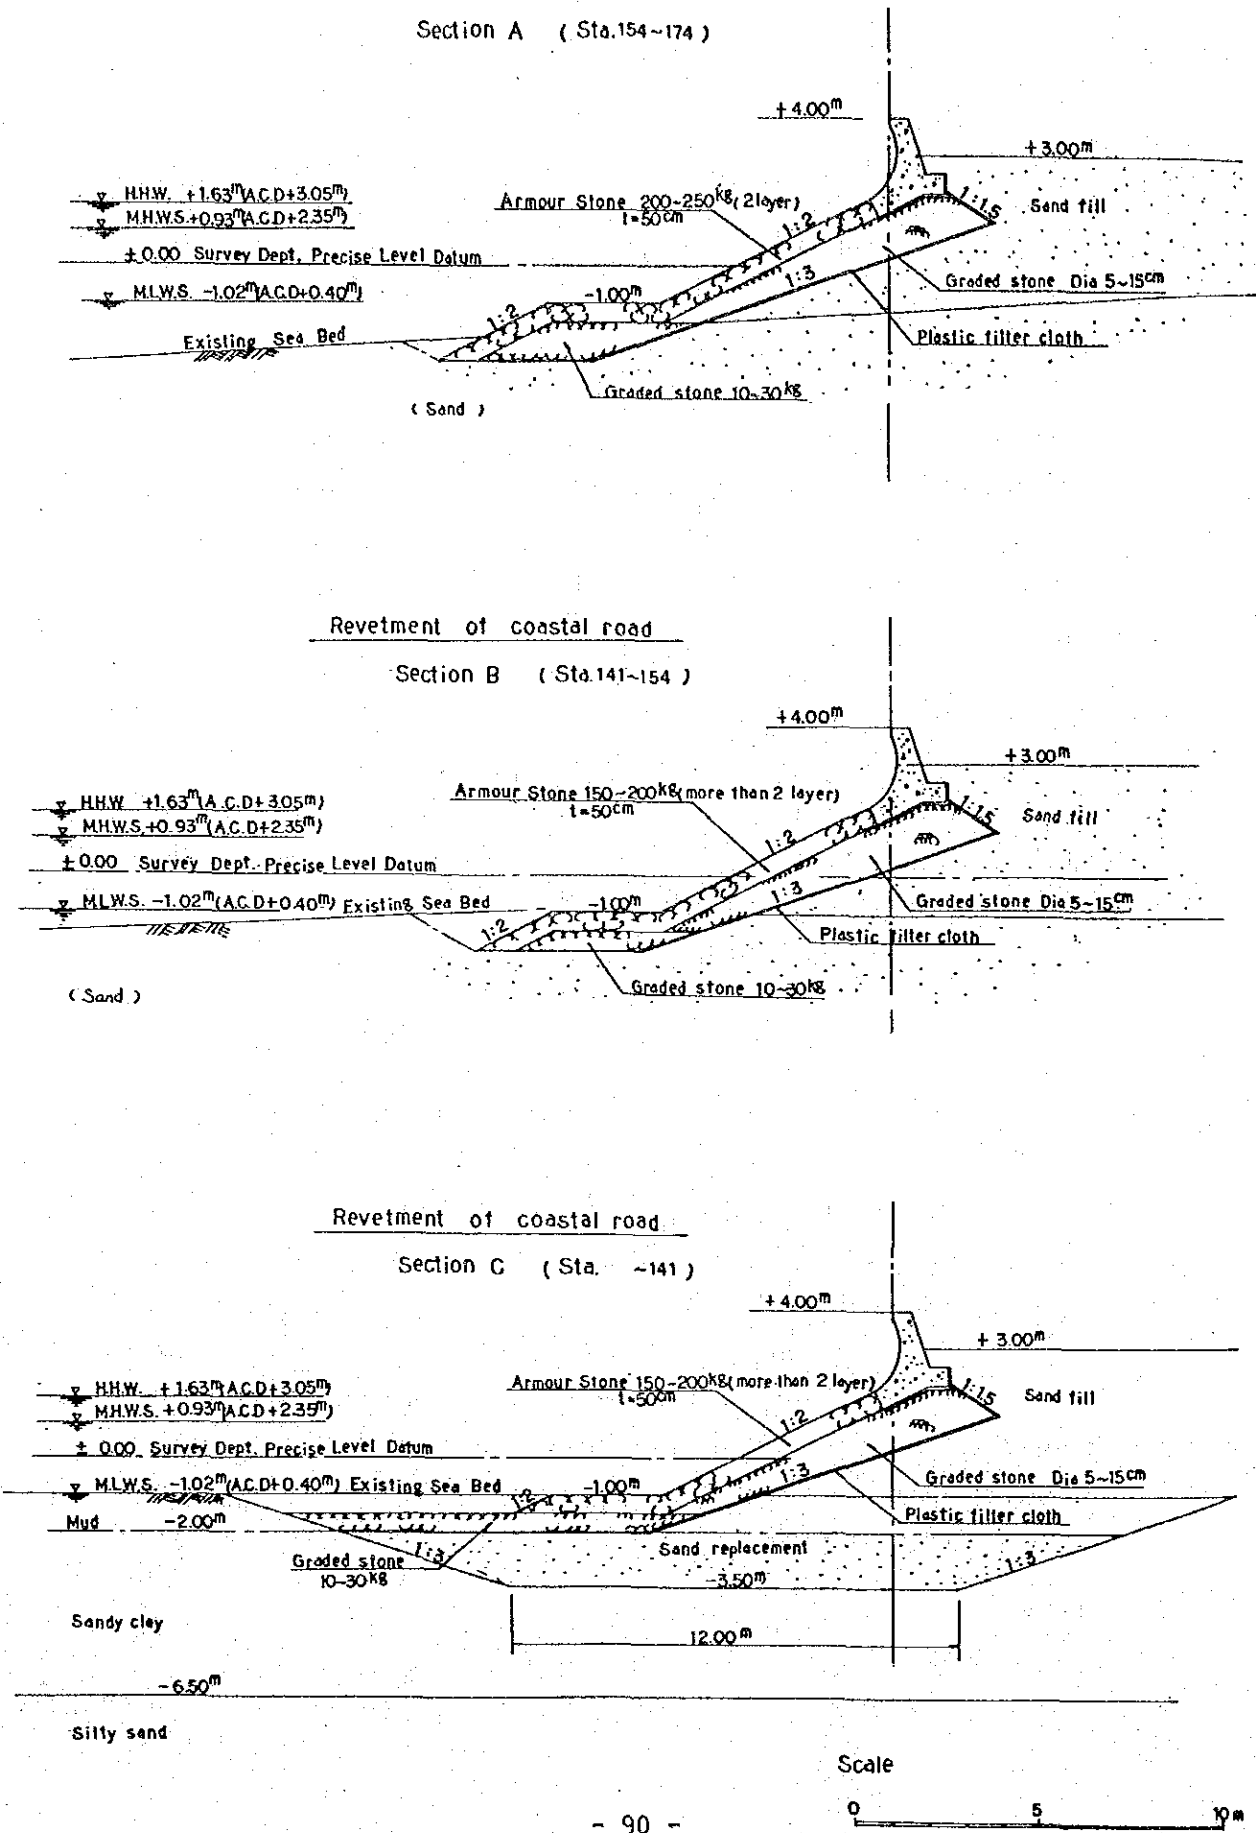 Section A ( Sta.154~174 )
+4.00m
+3.00m
H.H.W. +1.63m(A.C.D+3.05m)
Armour Stone 200~250kg (2layer)
t=50cm
1:2
1:1.5
Sand fill
M.H.W.S.+0.93m(A.C.D+2.35m)
±0.00 Survey Dept. Precise Level Datum
1:3
Graded stone Dia 5~15cm
M.L.W.S. -1.02m(A.C.D+0.40m)
-1.00m
1:2
Existing Sea Bed
Plastic filter cloth
Graded stone 10~30kg
( Sand )
Revetment of coastal road
Section B ( Sta.141~154 )
+4.00m
+3.00m
H.H.W +1.63m(A.C.D+3.05m)
Armour Stone 150~200kg(more than 2 layer)
t=50cm
1:2
1:1.5
Sand fill
M.H.W.S.+0.93m(A.C.D+2.35m)
±0.00 Survey Dept. Precise Level Datum
1:3
M.L.W.S. -1.02m(A.C.D+0.40m) Existing Sea Bed
-1.00m
Graded stone Dia 5~15cm
1:2
Plastic filter cloth
Graded stone 10~30kg
( Sand )
Revetment of coastal road
Section C ( Sta. ~141 )
+4.00m
+3.00m
H.H.W. +1.63m(A.C.D+3.05m)
Armour Stone 150~200kg(more than 2 layer)
t=50cm
1:2
1:1.5
Sand fill
M.H.W.S. +0.93m(A.C.D+2.35m)
± 0.00 Survey Dept. Precise Level Datum
1:3
Graded stone Dia 5~15cm
M.L.W.S. -1.02m(A.C.D+0.40m) Existing Sea Bed
-1.00m
1:2
Mud -2.00m
Plastic filter cloth
Sand replacement
1:3
1:3
Graded stone
10~30kg
-3.50m
Sandy clay
12.00m
-6.50m
Silty sand
Scale
0 5 10m
- 90 -